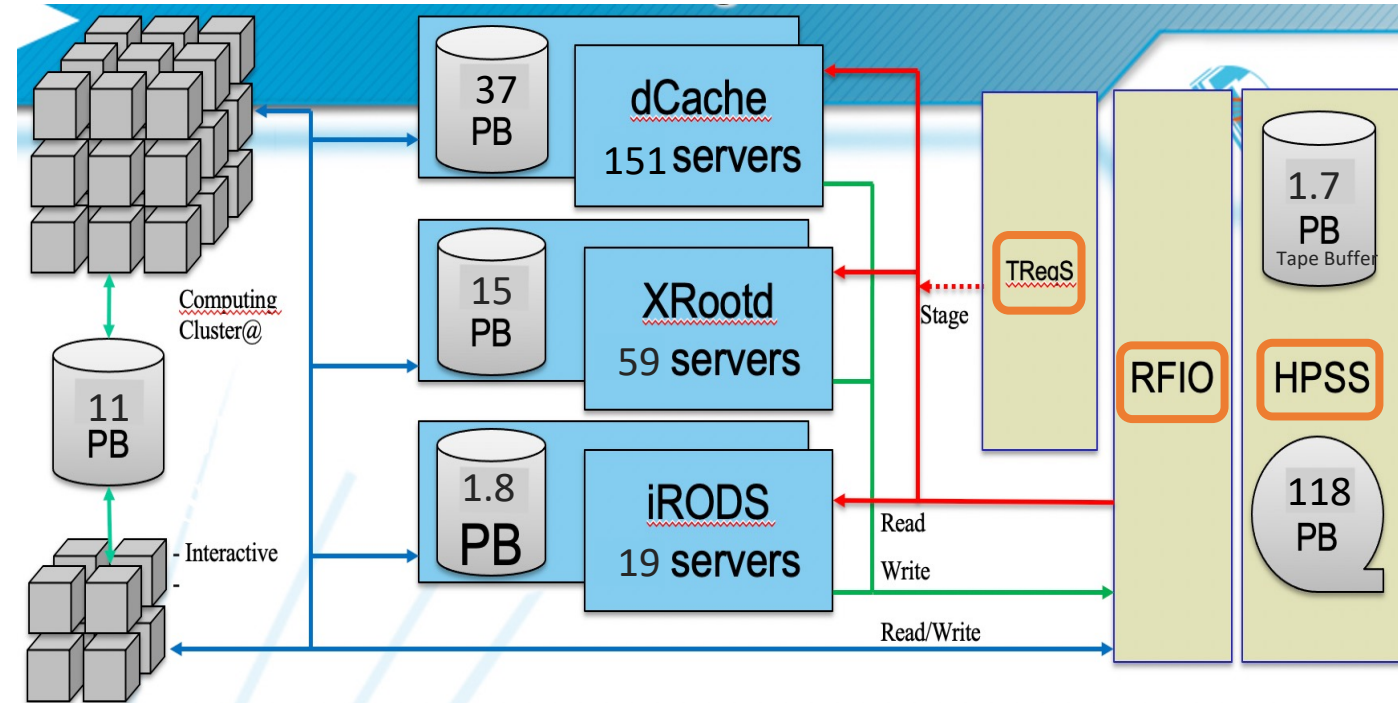 37
PB
dCache
151 servers
1.7
PB
Tape Buffer
TReqS
Computing
Cluster@
15
PB
XRootd
59 servers
Stage
RFIO
HPSS
11
PB
1.8
PB
iRODS
19 servers
118
PB
Read
- Interactive
-
Write
Read/Write